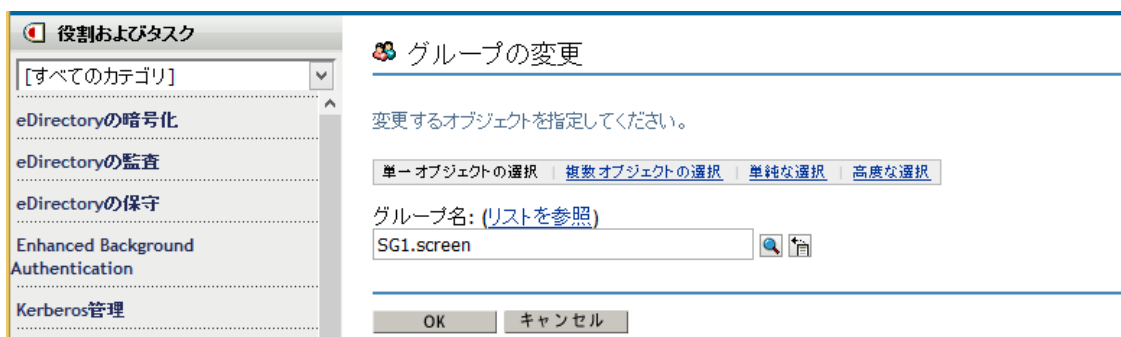 役割およびタスク
[すべてのカテゴリ]
eDirectoryの暗号化
eDirectoryの監査
eDirectoryの保守
Enhanced Background
Authentication
Kerberos管理
グループの変更
変更するオブジェクトを指定してください。
単一オブジェクトの選択 | 複数オブジェクトの選択 | 単純な選択 | 高度な選択
グループ名: (リストを参照)
SG1.screen
OK キャンセル